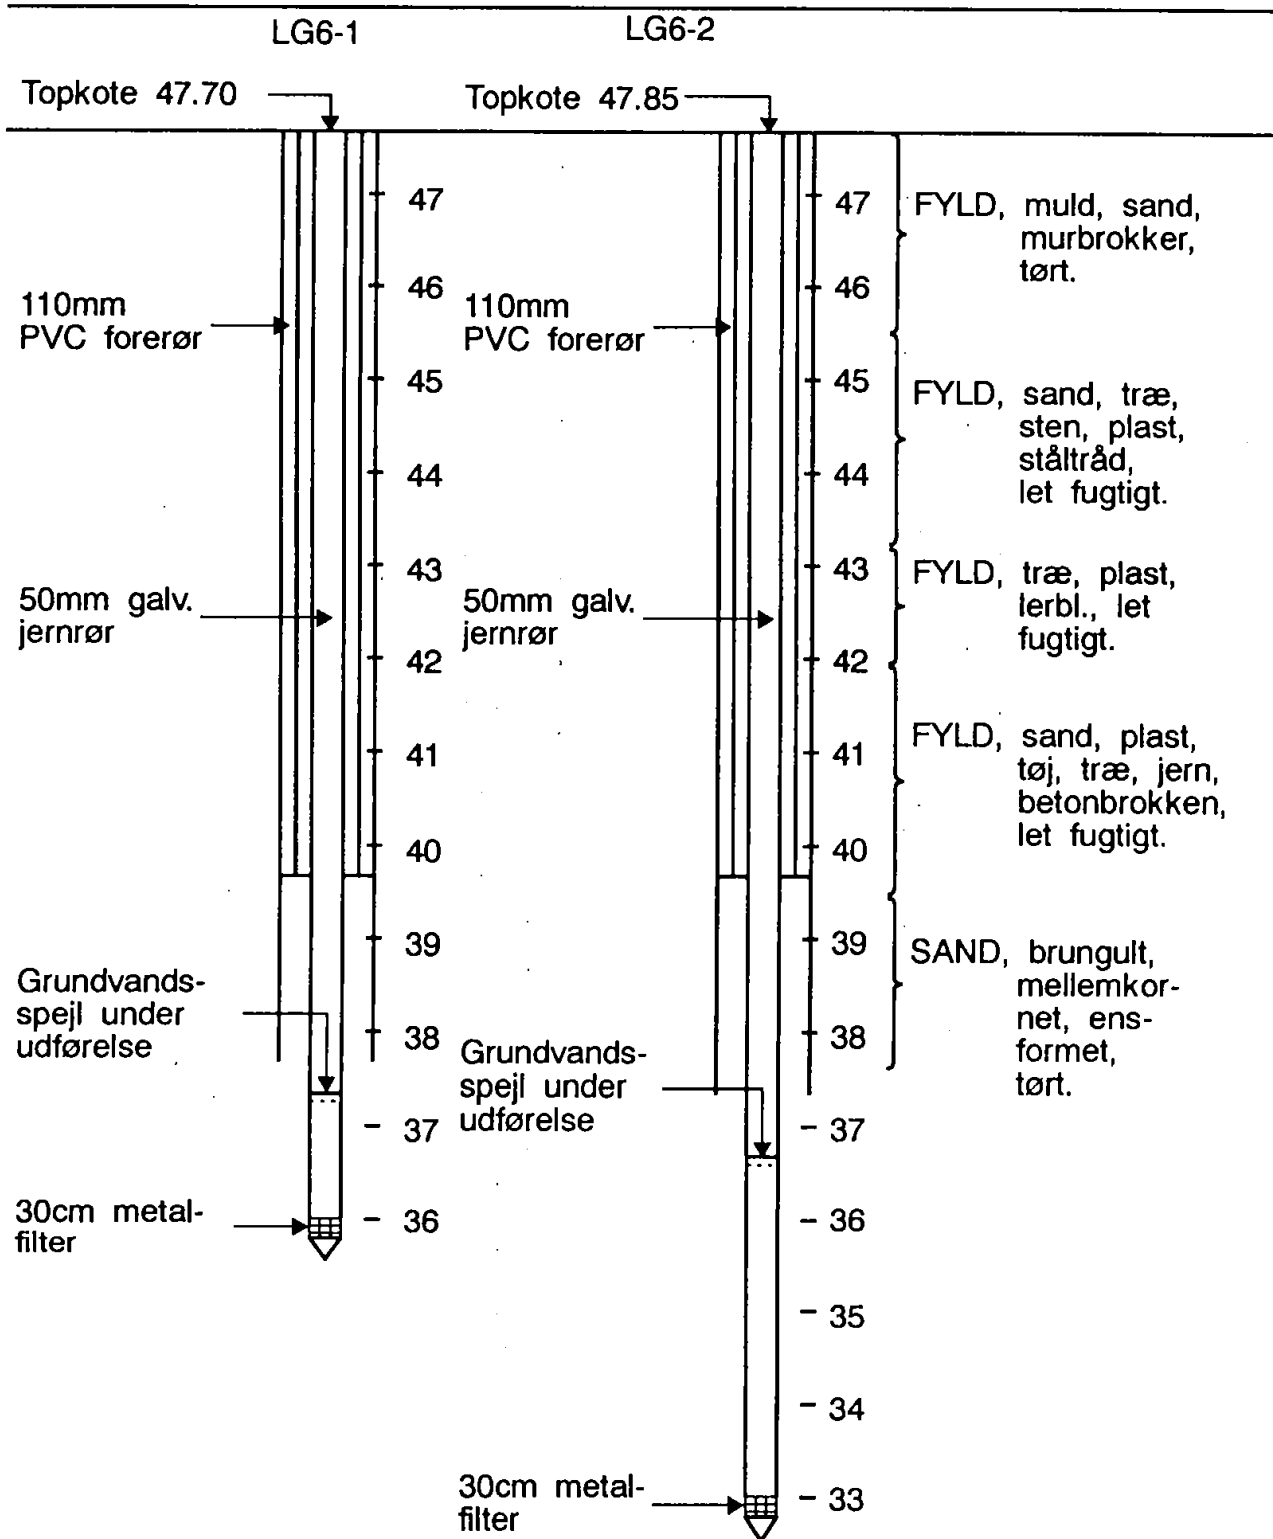 LG6-1
LG6-2
Topkote 47.70
Topkote 47.85
47
46
45
44
43
42
41
40
39
38
37
36
110mm
PVC forerør
50mm galv.
jernrør
Grundvands-
spejl under
udførelse
30cm metal-
filter
47
46
45
44
43
42
41
40
39
38
37
36
35
34
33
110mm
PVC forerør
50mm galv.
jernrør
Grundvands-
spejl under
udførelse
30cm metal-
filter
FYLD, muld, sand,
murbrokker,
tørt.
FYLD, sand, træ,
sten, plast,
ståltråd,
let fugtigt.
FYLD, træ, plast,
lerbl., let
fugtigt.
FYLD, sand, plast,
tøj, træ, jern,
betonbrokken,
let fugtigt.
SAND, brungult,
mellemkor-
net, ens-
formet,
tørt.